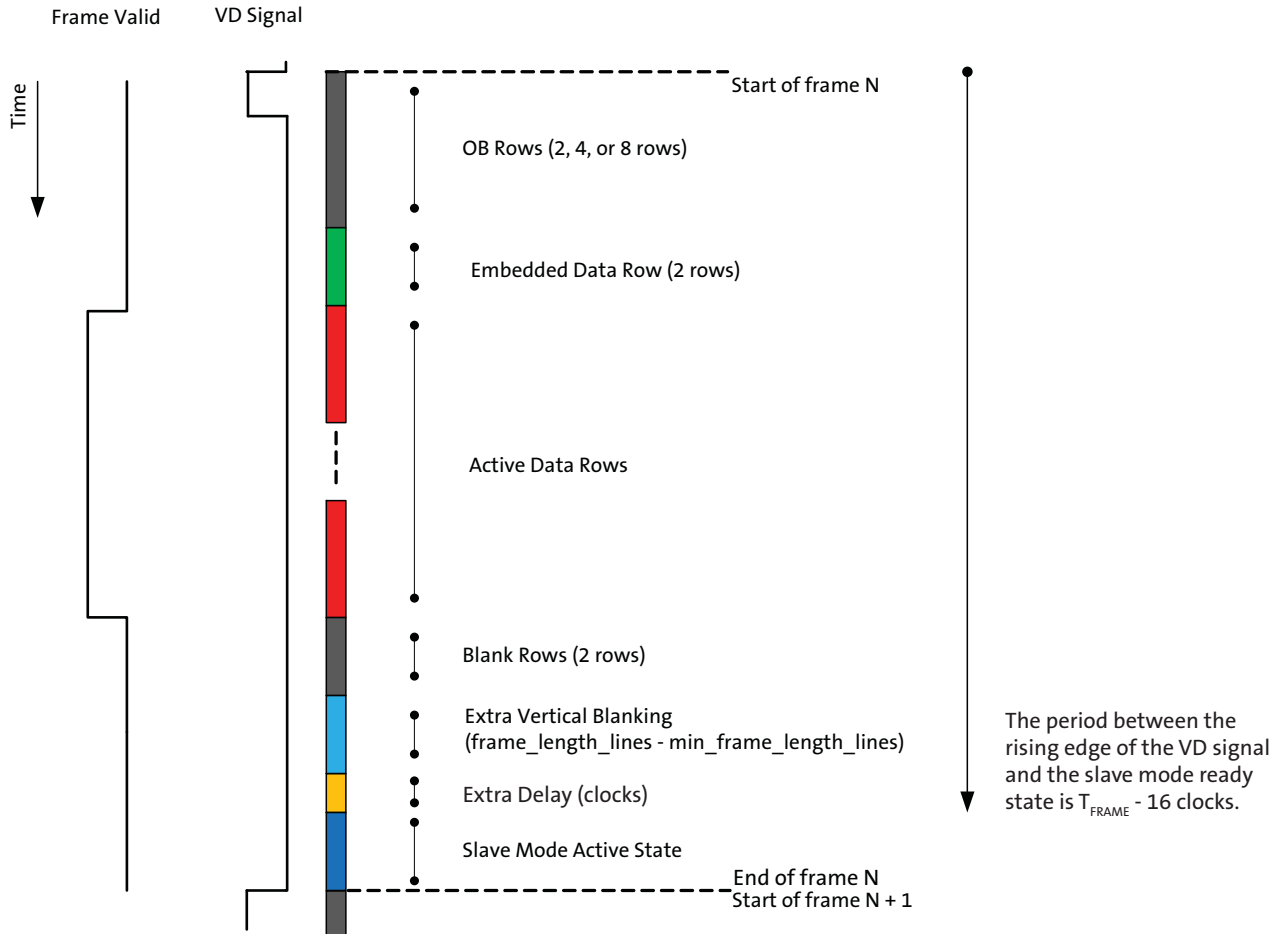 Frame Valid
VD Signal
Time
Start of frame N
OB Rows (2, 4, or 8 rows)
Embedded Data Row (2 rows)
Active Data Rows
Blank Rows (2 rows)
Extra Vertical Blanking
(frame_length_lines - min_frame_length_lines)
Extra Delay (clocks)
Slave Mode Active State
End of frame N
Start of frame N + 1
The period between the
rising edge of the VD signal
and the slave mode ready
state is T_FRAME - 16 clocks.